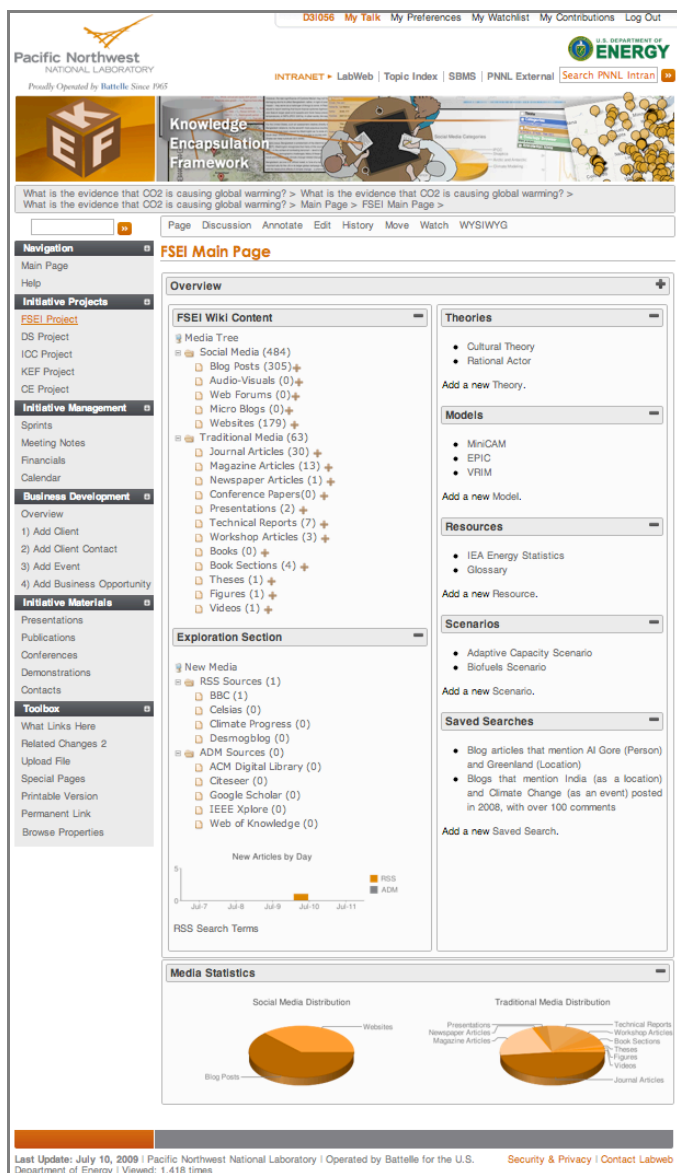 D3I056 My Talk My Preferences My Watchlist My Contributions Log Out
Pacific Northwest
NATIONAL LABORATORY
Proudly Operated by Battelle Since 1965
U.S. DEPARTMENT OF
ENERGY
INTRANET LabWeb | Topic Index | SBMS | PNNL External Search PNNL Intran
KEF
Knowledge
Encapsulation
Framework
Social Media Categories
What is the evidence that CO2 is causing global warming? > What is the evidence that CO2 is causing global warming? >
What is the evidence that CO2 is causing global warming? > Main Page > FSEI Main Page >
Page Discussion Annotate Edit History Move Watch WYSIWYG
Navigation
Main Page
Help
Initiative Projects
FSEI Project
DS Project
ICC Project
KEF Project
CE Project
Initiative Management
Sprints
Meeting Notes
Financials
Calendar
Business Development
Overview
1) Add Client
2) Add Client Contact
3) Add Event
4) Add Business Opportunity
Initiative Materials
Presentations
Publications
Conferences
Demonstrations
Contacts
Toolbox
What Links Here
Related Changes 2
Upload File
Special Pages
Printable Version
Permanent Link
Browse Properties
FSEI Main Page
Overview
FSEI Wiki Content
Media Tree
Social Media (484)
Blog Posts (305)
Audio-Visuals (0)
Web Forums (0)
Micro Blogs (0)
Websites (179)
Traditional Media (63)
Journal Articles (30)
Magazine Articles (13)
Newspaper Articles (1)
Conference Papers(0)
Presentations (2)
Technical Reports (7)
Workshop Articles (3)
Books (0)
Book Sections (4)
Theses (1)
Figures (1)
Videos (1)
Exploration Section
New Media
RSS Sources (1)
BBC (1)
Celsias (0)
Climate Progress (0)
Desmogblog (0)
ADM Sources (0)
ACM Digital Library (0)
Citeseer (0)
Google Scholar (0)
IEEE Xplore (0)
Web of Knowledge (0)
New Articles by Day
5
0
Jul-7 Jul-8 Jul-9 Jul-10 Jul-11
RSS
ADM
RSS Search Terms
Theories
Cultural Theory
Rational Actor
Add a new Theory.
Models
MiniCAM
EPIC
VRIM
Add a new Model.
Resources
IEA Energy Statistics
Glossary
Add a new Resource.
Scenarios
Adaptive Capacity Scenario
Biofuels Scenario
Add a new Scenario.
Saved Searches
Blog articles that mention Al Gore (Person)
and Greenland (Location)
Blogs that mention India (as a location)
and Climate Change (as an event) posted
in 2008, with over 100 comments
Add a new Saved Search.
Media Statistics
Social Media Distribution
Websites
Blog Posts
Traditional Media Distribution
Presentations
Newspaper Articles
Magazine Articles
Technical Reports
Workshop Articles
Book Sections
Theses
Figures
Videos
Journal Articles
Last Update: July 10, 2009 | Pacific Northwest National Laboratory | Operated by Battelle for the U.S.
Department of Energy | Viewed: 1,418 times
Security & Privacy | Contact Labweb